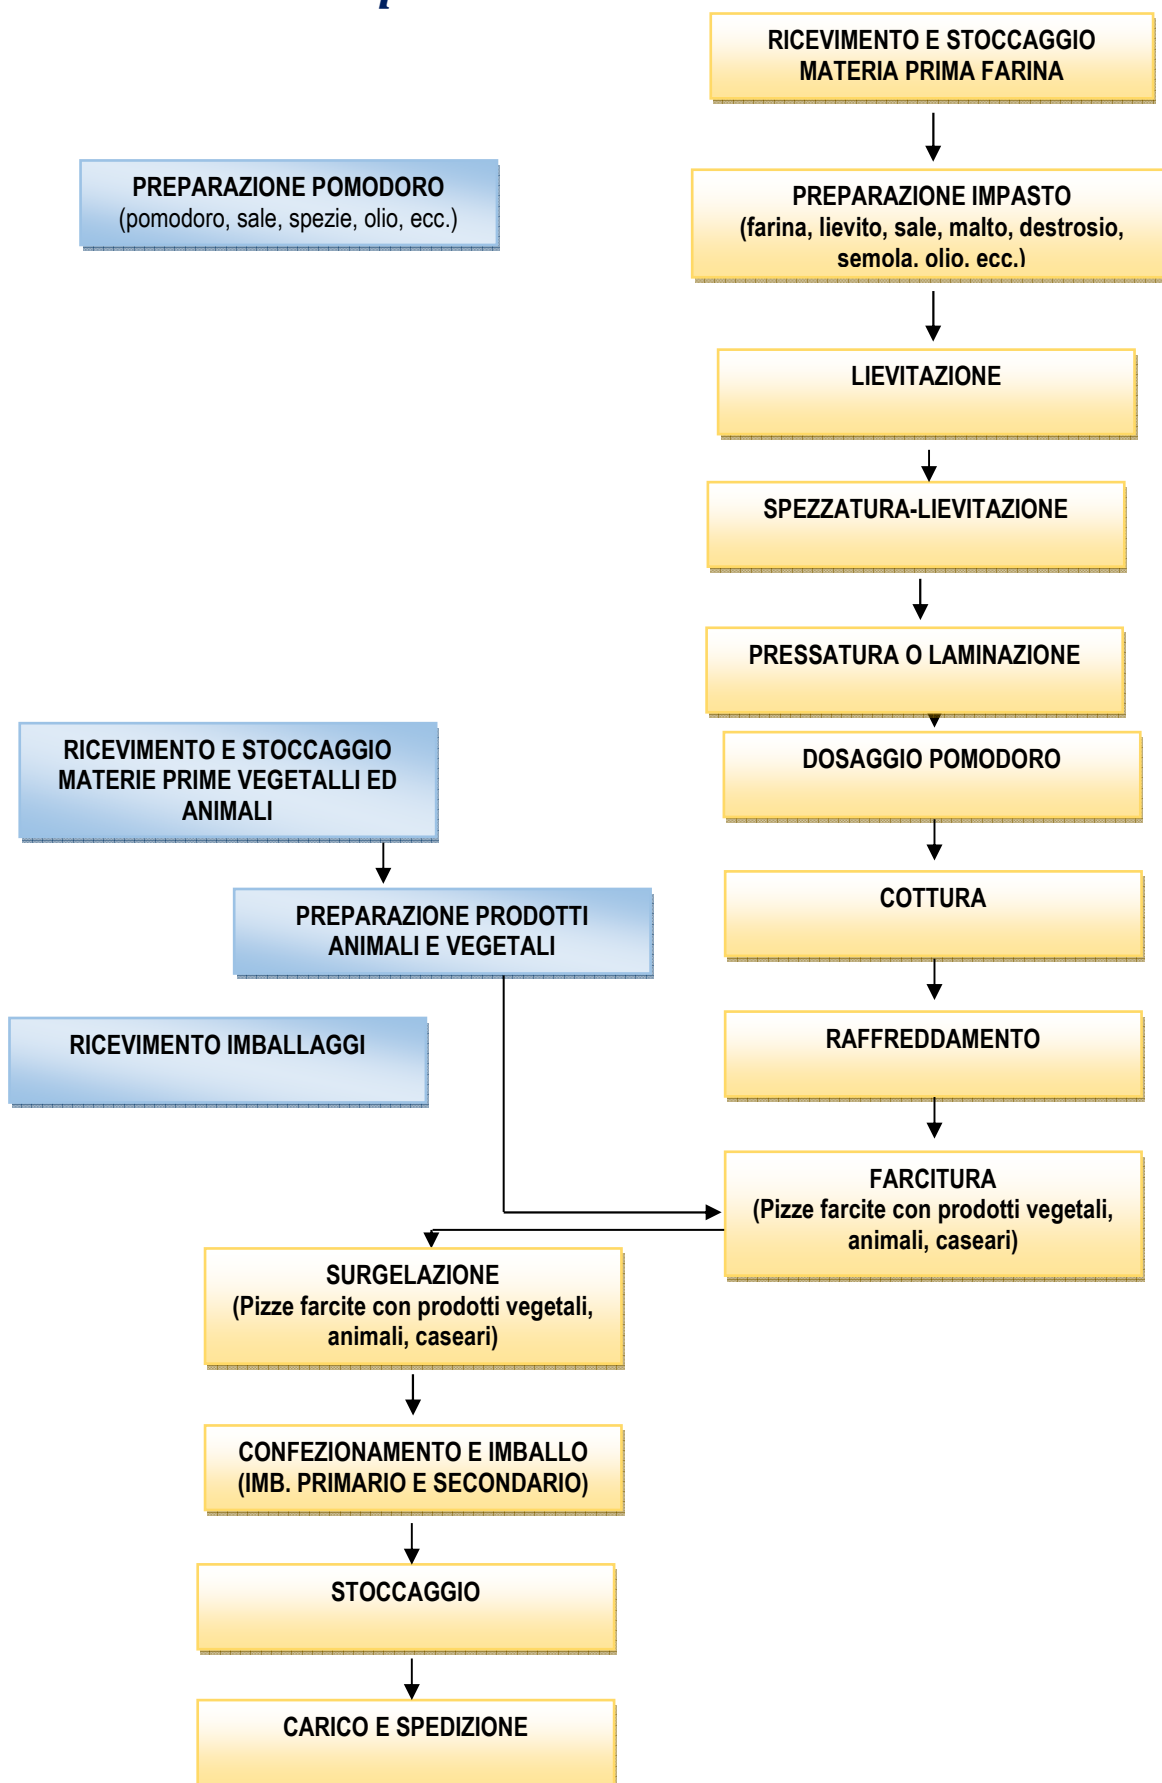 RICEVIMENTO E STOCCAGGIO
MATERIA PRIMA FARINA
PREPARAZIONE POMODORO
(pomodoro, sale, spezie, olio, ecc.)
PREPARAZIONE IMPASTO
(farina, lievito, sale, malto, destrosio,
semola, olio, ecc.)
LIEVITAZIONE
SPEZZATURA-LIEVITAZIONE
PRESSATURA O LAMINAZIONE
RICEVIMENTO E STOCCAGGIO
MATERIE PRIME VEGETALLI ED
ANIMALI
DOSAGGIO POMODORO
PREPARAZIONE PRODOTTI
ANIMALI E VEGETALI
COTTURA
RICEVIMENTO IMBALLAGGI
RAFFREDDAMENTO
FARCITURA
(Pizze farcite con prodotti vegetali,
animali, caseari)
SURGELAZIONE
(Pizze farcite con prodotti vegetali,
animali, caseari)
CONFEZIONAMENTO E IMBALLO
(IMB. PRIMARIO E SECONDARIO)
STOCCAGGIO
CARICO E SPEDIZIONE